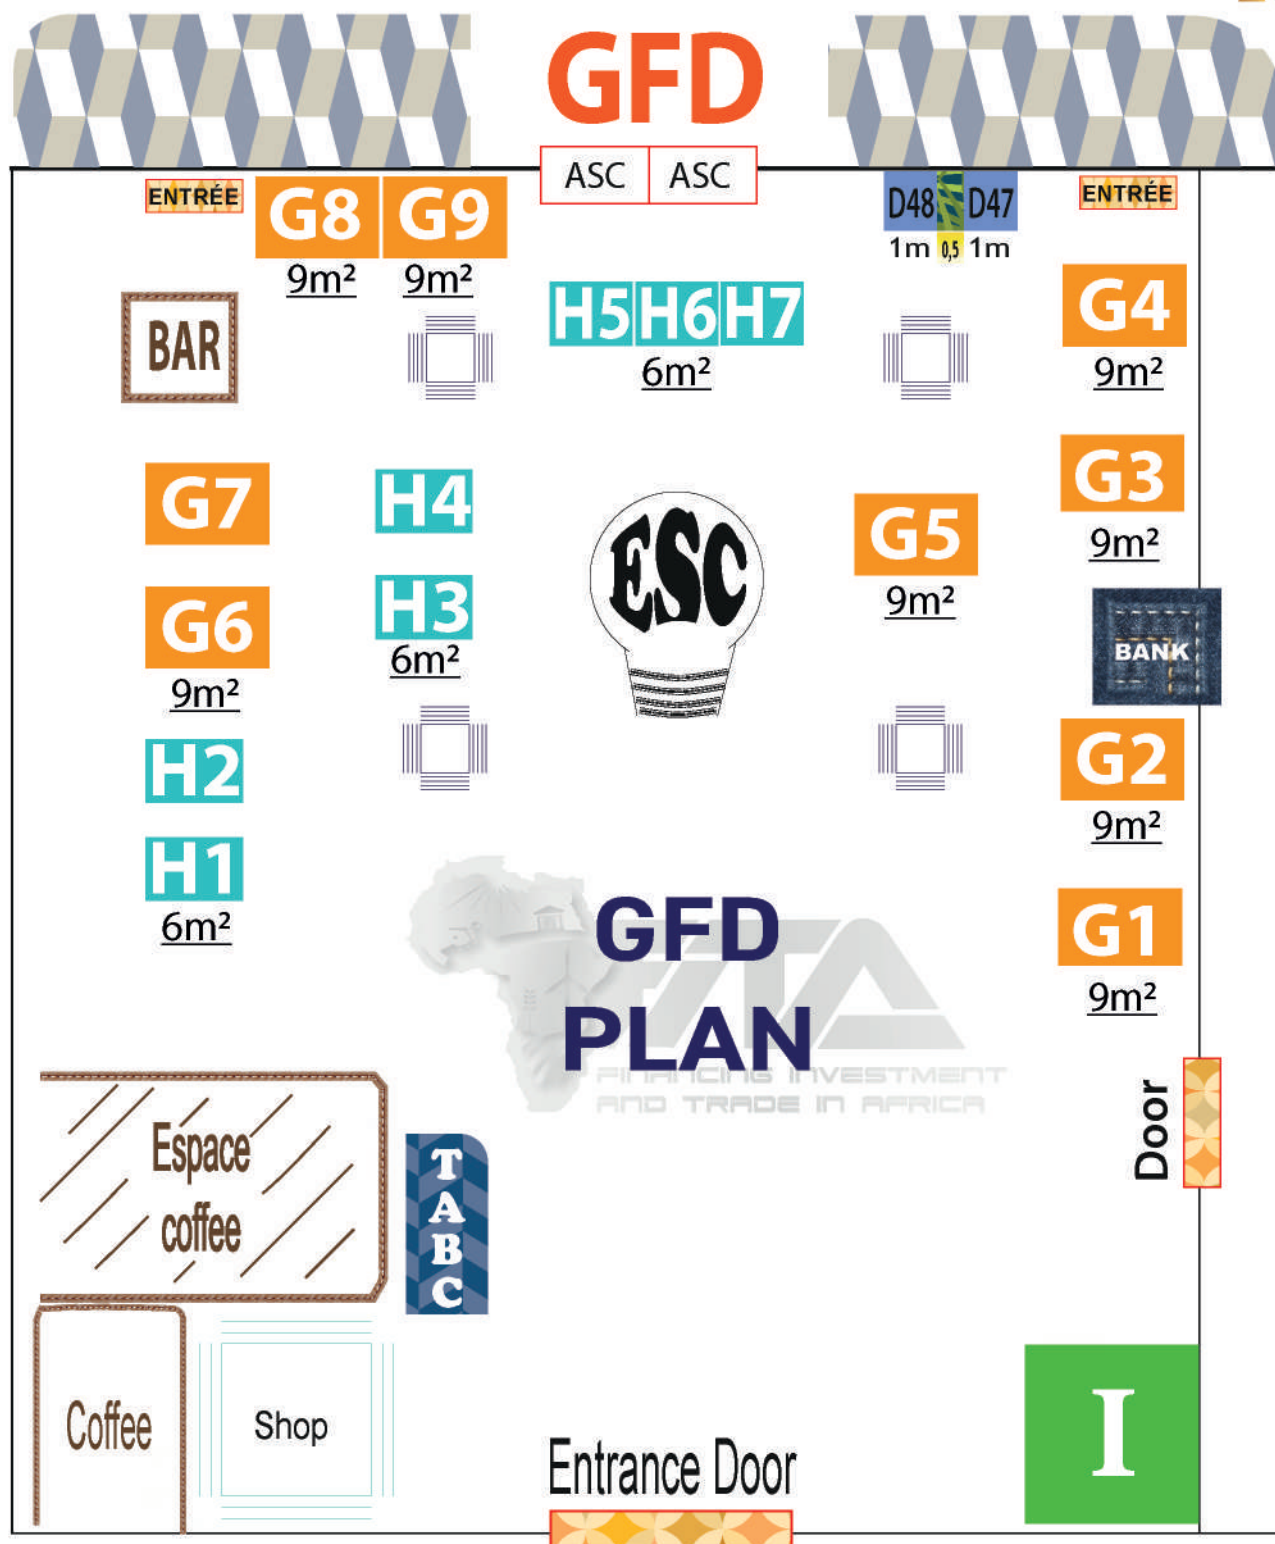 GFD
ASC ASC
ENTRÉE
G8 G9
9m² 9m²
D48 D47
1m 0,5 1m
ENTRÉE
BAR
H5 H6 H7
6m²
G4
9m²
G7
H4
ESC
G5
9m²
G3
9m²
G6
9m²
H3
6m²
BANK
H2
G2
9m²
H1
6m²
GFD
PLAN
FITA
FINANCING INVESTMENT
AND TRADE IN AFRICA
G1
9m²
Door
Espace
coffee
TABC
Coffee
Shop
Entrance Door
I